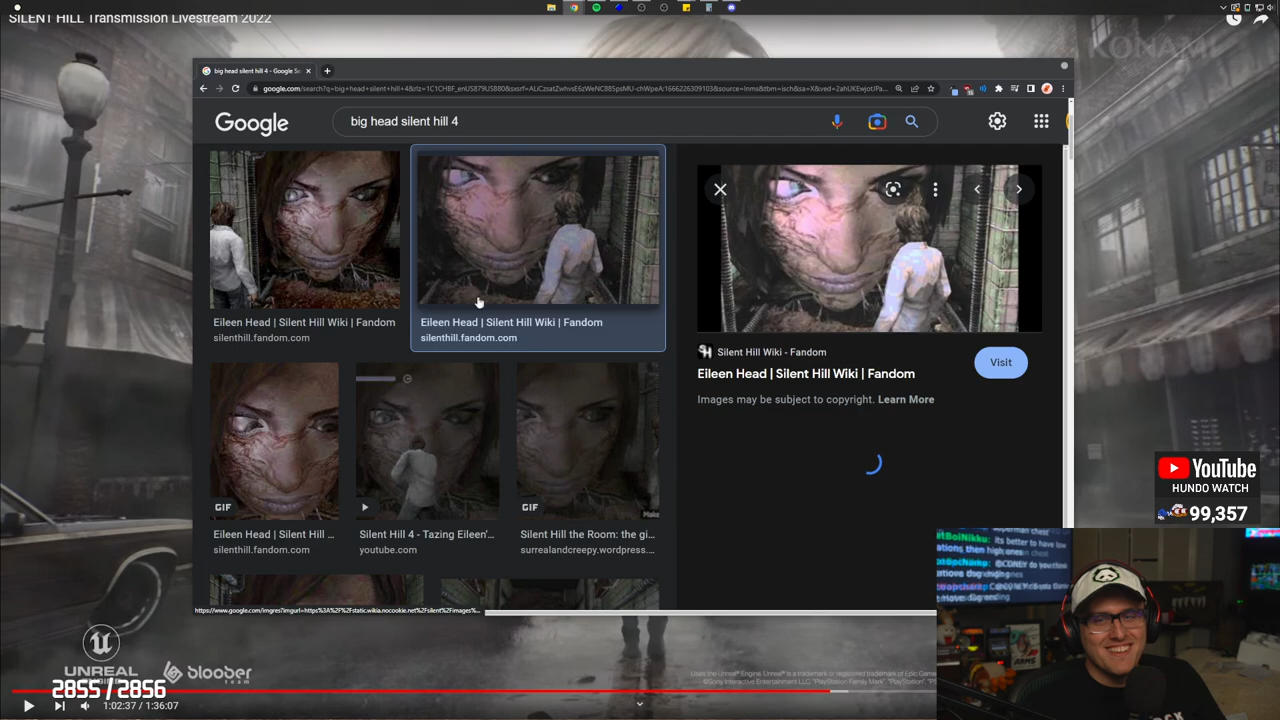 SILENT HILL Transmission Livestream 2022
KONAMI
big head silent hill 4 - Google S
Google
big head silent hill 4
Eileen Head | Silent Hill Wiki | Fandom
silenthill.fandom.com
Eileen Head | Silent Hill Wiki | Fandom
silenthill.fandom.com
Silent Hill Wiki - Fandom
Visit
Eileen Head | Silent Hill Wiki | Fandom
Images may be subject to copyright. Learn More
GIF
GIF
Eileen Head | Silent Hill ...
silenthill.fandom.com
Silent Hill 4 - Tazing Eileen'...
youtube.com
Silent Hill the Room: the gi...
surrealandcreepy.wordpress....
YouTube
HUNDO WATCH
99,357
UNREAL
bloober
TEAM
2855 / 2856
1:02:37 / 1:36:07